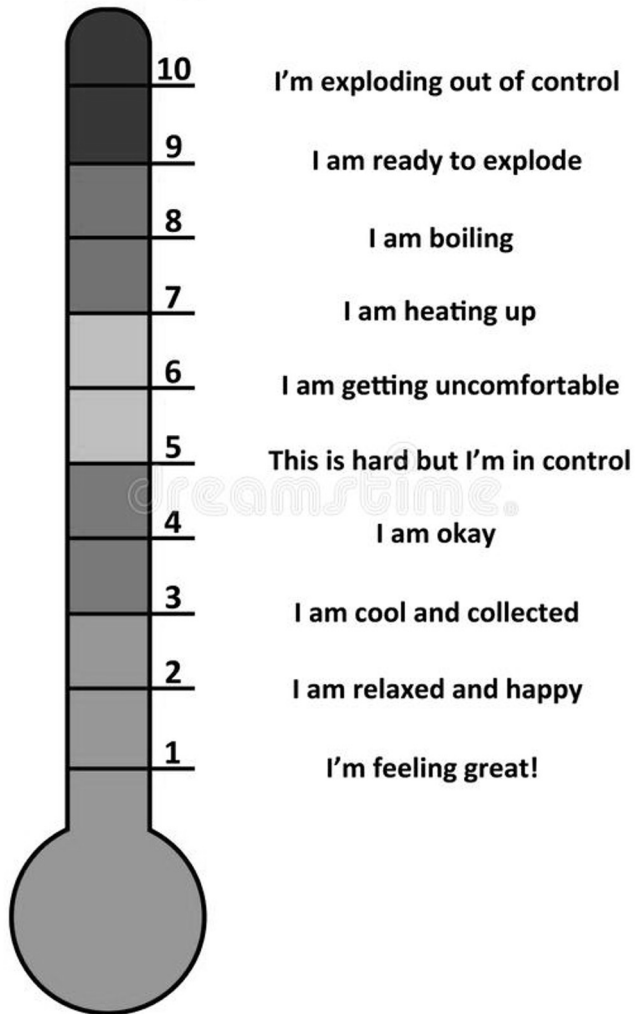 10 I’m exploding out of control
9 I am ready to explode
8 I am boiling
7 I am heating up
6 I am getting uncomfortable
5 This is hard but I’m in control
dreamstime.
4 I am okay
3 I am cool and collected
2 I am relaxed and happy
1 I’m feeling great!